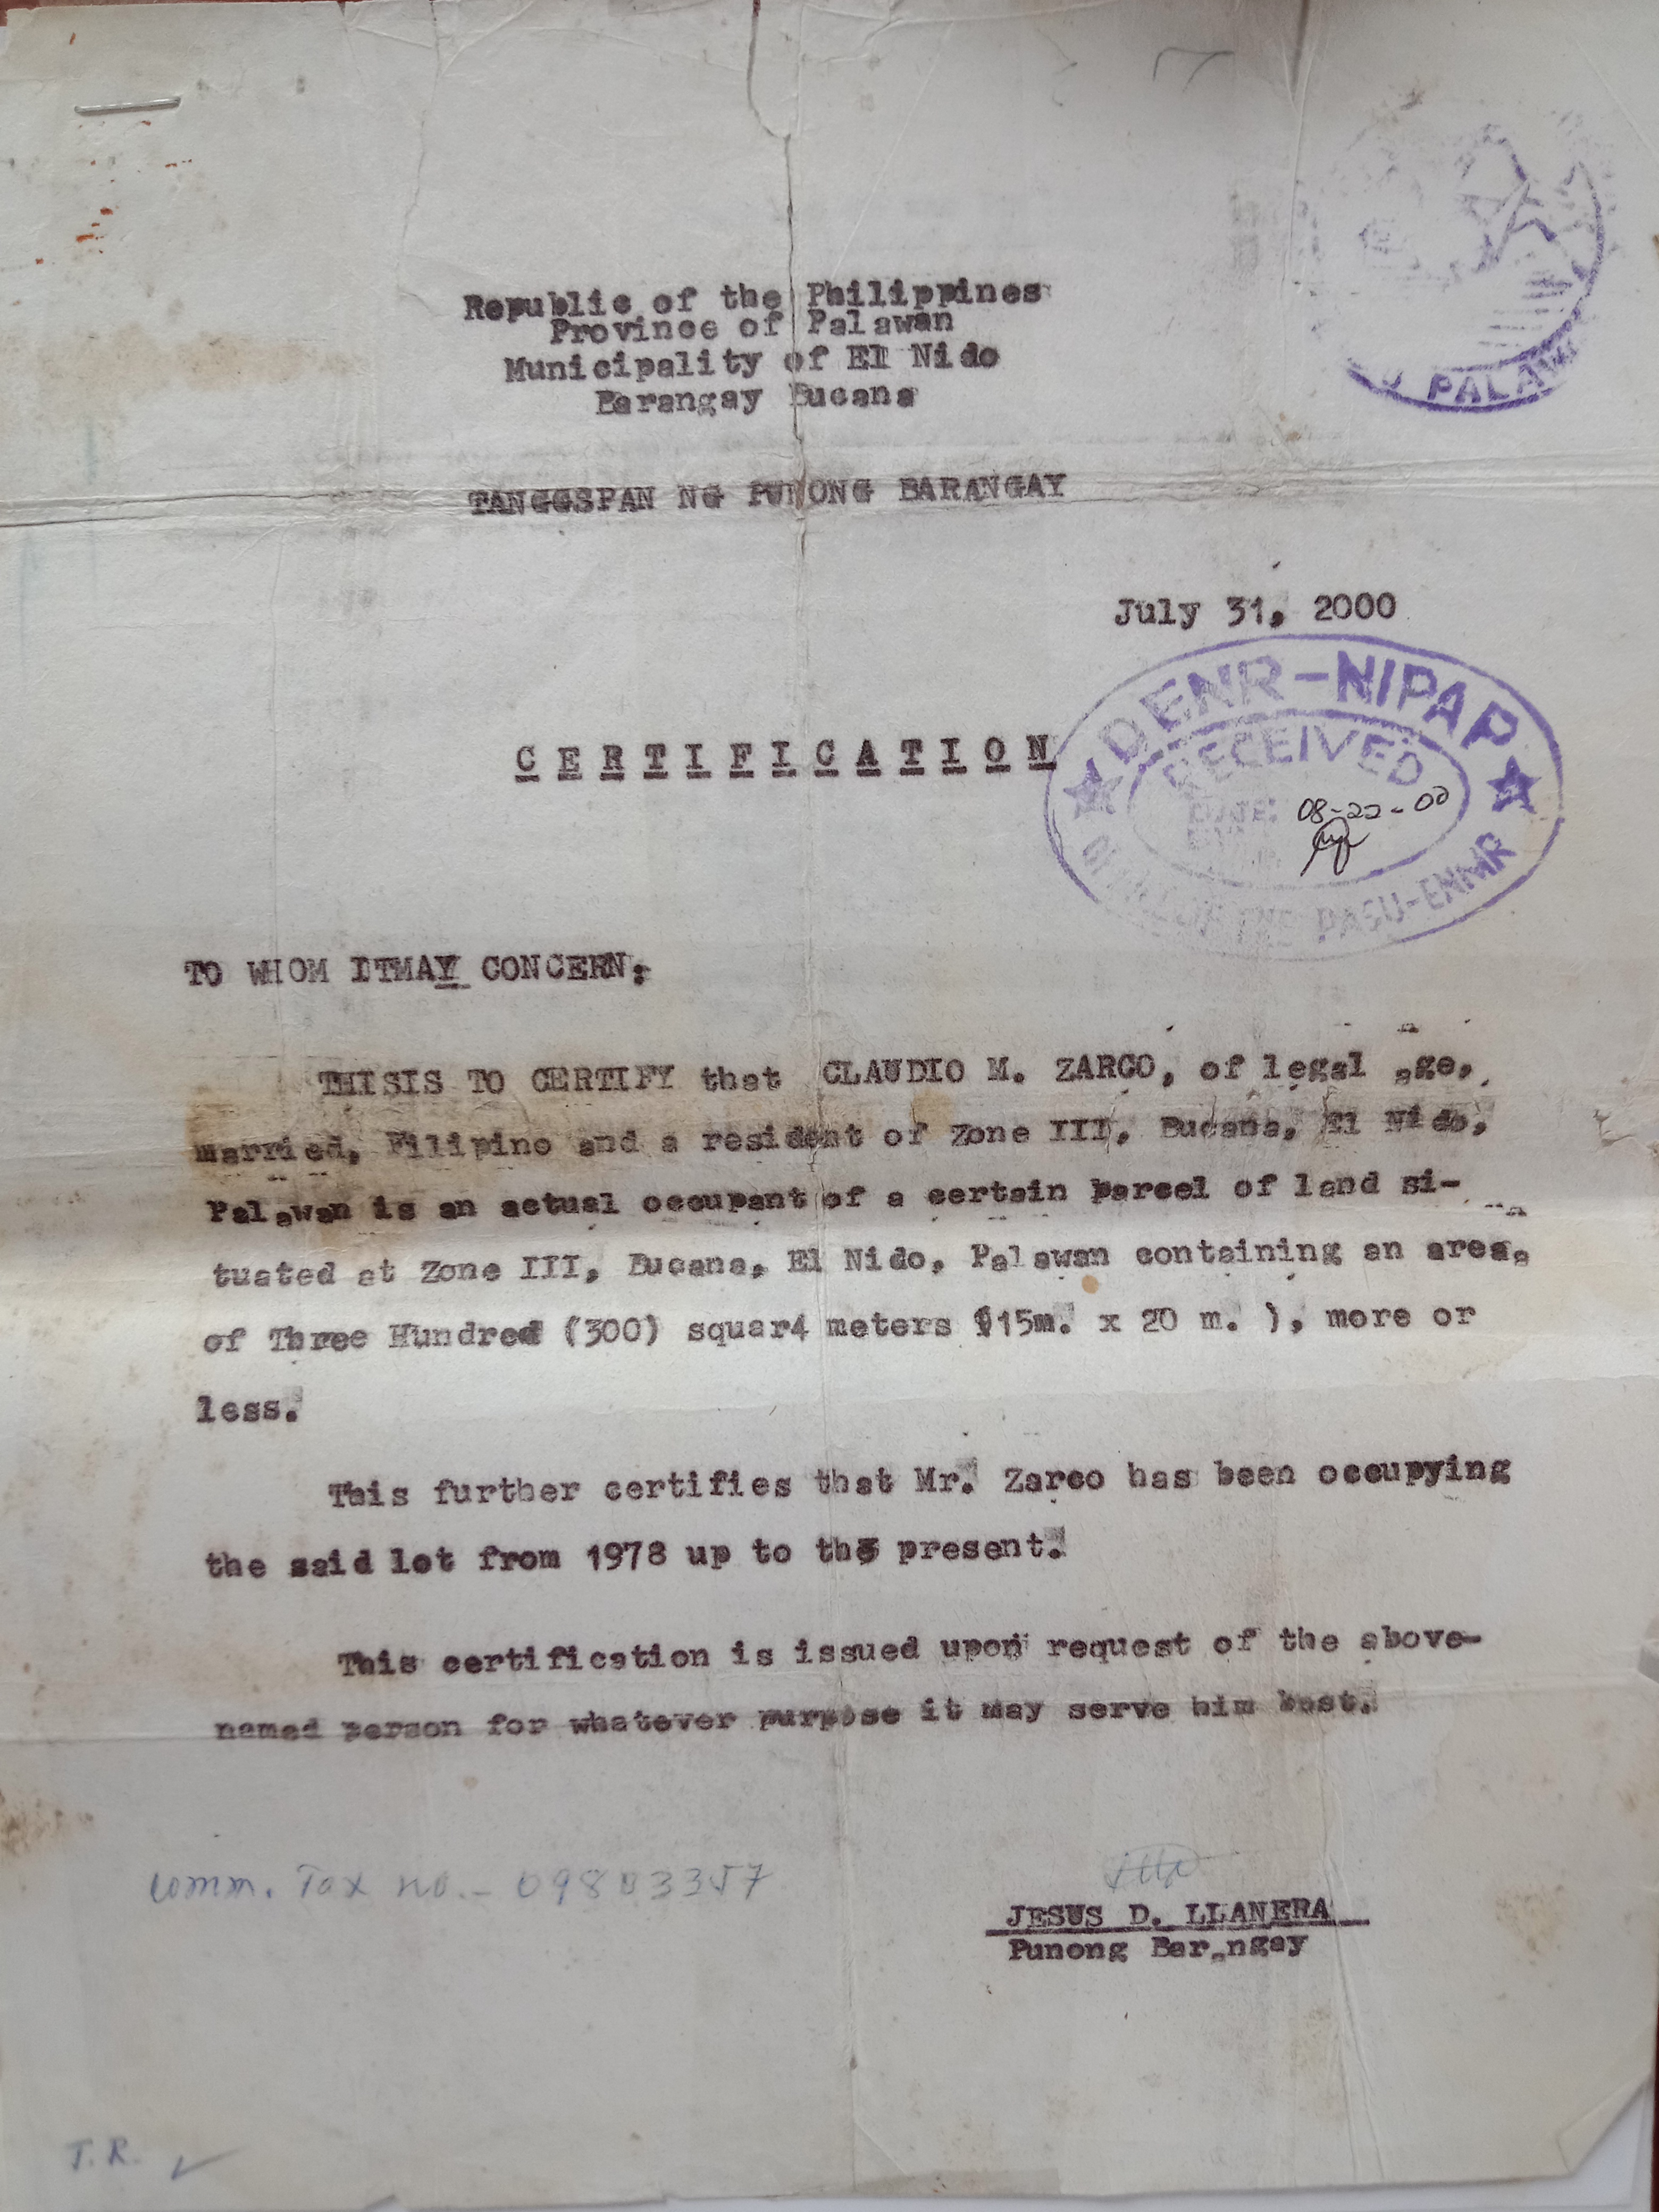 PALAW
Republic of the Philippines
Province of Palawan
Municipality of El Nido
Barangay Bucana
TANGGSPAN NG PUNONG BARANGAY
July 31, 2000
DENR-NIPAP
RECEIVED
DATE: 08-22-00
PASU-ENMR
CERTIFICATION
TO WHOM ITMAY CONCERN:
THISIS TO CERTIFY that CLAUDIO M. ZARCO, of legal age,
married, Filipino and a resident of Zone III, Bucana, El Nido,
Palawan is an actual occupant of a certain parcel of land si-
tuated at Zone III, Bucana, El Nido, Palawan containing an area,
of Three Hundred (300) squar4 meters (15m. x 20 m. ), more or
less.
This further certifies that Mr. Zarco has been occupying
the said lot from 1978 up to the present.
This certification is issued upon request of the above-
named person for whatever purpose it may serve him best.
Comm. Tax no. - 09803357
JESUS D. LLANERA
Punong Barangay
J.R.